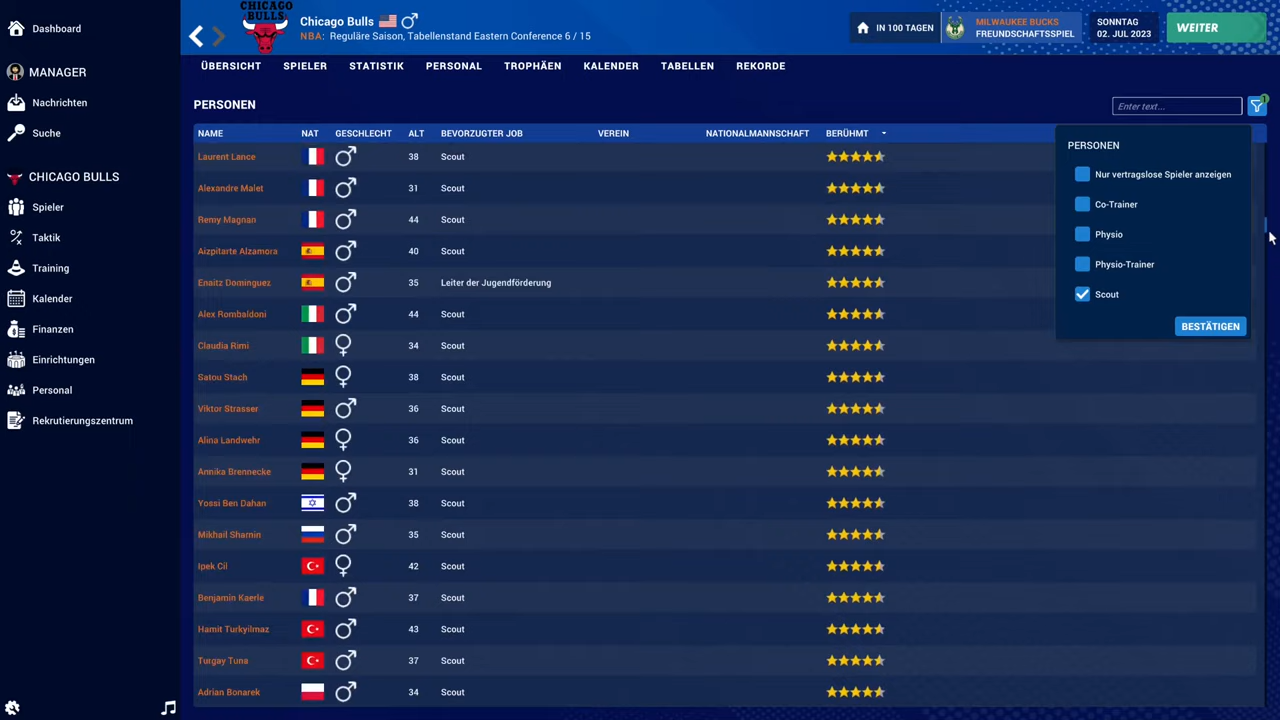 Dashboard
MANAGER
Nachrichten
Suche
CHICAGO BULLS
Spieler
Taktik
Training
Kalender
Finanzen
Einrichtungen
Personal
Rekrutierungszentrum
CHICAGO
BULLS
Chicago Bulls
NBA: Reguläre Saison, Tabellenstand Eastern Conference 6 / 15
IN 100 TAGEN
MILWAUKEE BUCKS
FREUNDSCHAFTSSPIEL
SONNTAG
02. JUL 2023
WEITER
ÜBERSICHT SPIELER STATISTIK PERSONAL TROPHÄEN KALENDER TABELLEN REKORDE
PERSONEN
Enter text...
1
NAME NAT GESCHLECHT ALT BEVORZUGTER JOB VEREIN NATIONALMANNSCHAFT BERÜHMT
Laurent Lance 38 Scout
Alexandre Malet 31 Scout
Remy Magnan 44 Scout
Aizpitarte Alzamora 40 Scout
Enaitz Dominguez 35 Leiter der Jugendförderung
Alex Rombaldoni 44 Scout
Claudia Rimi 34 Scout
Satou Stach 38 Scout
Viktor Strasser 36 Scout
Alina Landwehr 36 Scout
Annika Brennecke 31 Scout
Yossi Ben Dahan 38 Scout
Mikhail Sharnin 35 Scout
Ipek Cil 42 Scout
Benjamin Kaerle 37 Scout
Hamit Turkyilmaz 43 Scout
Turgay Tuna 37 Scout
Adrian Bonarek 34 Scout
PERSONEN
Nur vertragslose Spieler anzeigen
Co-Trainer
Physio
Physio-Trainer
Scout
BESTÄTIGEN